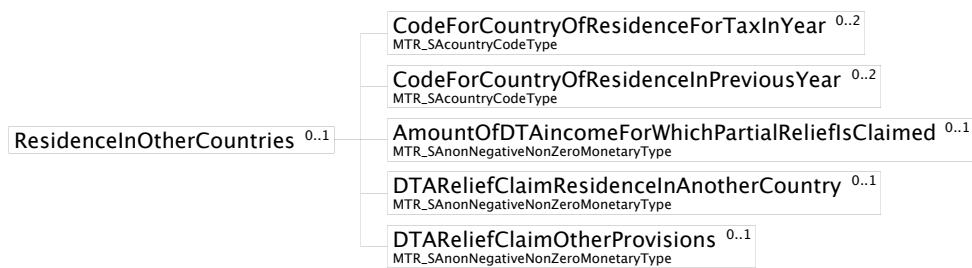 CodeForCountryOfResidenceForTaxInYear 0..2
MTR_SAcountryCodeType
CodeForCountryOfResidenceInPreviousYear 0..2
MTR_SAcountryCodeType
ResidenceInOtherCountries 0..1
AmountOfDTAincomeForWhichPartialReliefIsClaimed 0..1
MTR_SAnonNegativeNonZeroMonetaryType
DTAReliefClaimResidenceInAnotherCountry 0..1
MTR_SAnonNegativeNonZeroMonetaryType
DTAReliefClaimOtherProvisions 0..1
MTR_SAnonNegativeNonZeroMonetaryType